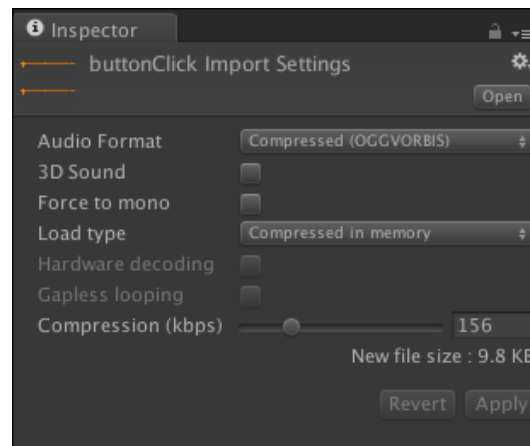 Inspector
buttonClick Import Settings
Open
Audio Format Compressed (OGGVORBIS)
3D Sound
Force to mono
Load type Compressed in memory
Hardware decoding
Gapless looping
Compression (kbps) 156
New file size : 9.8 KB
Revert Apply